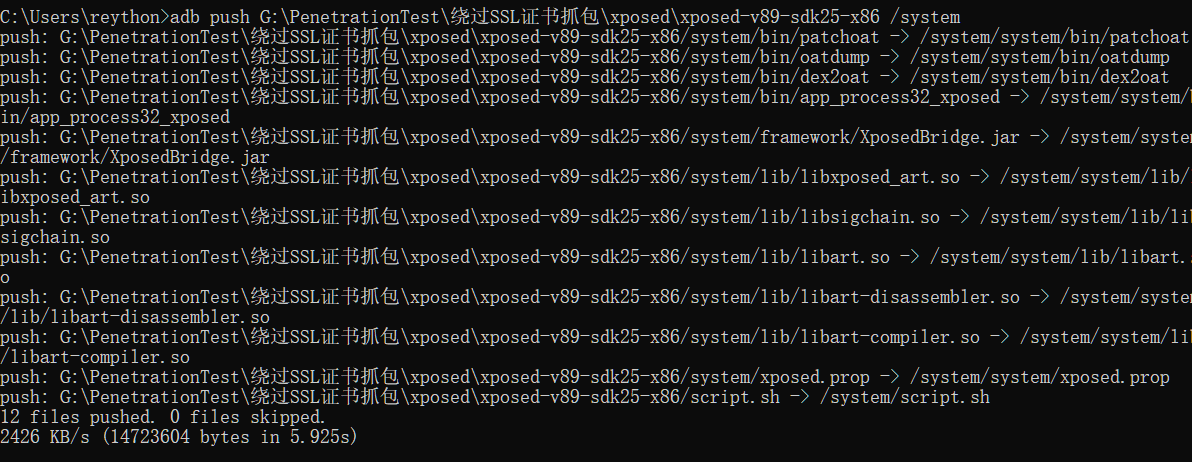 C:\Users\reython>adb push G:\PenetrationTest\绕过SSL证书抓包\xposed\xposed-v89-sdk25-x86 /system
push: G:\PenetrationTest\绕过SSL证书抓包\xposed\xposed-v89-sdk25-x86/system/bin/patchoat -> /system/system/bin/patchoat
push: G:\PenetrationTest\绕过SSL证书抓包\xposed\xposed-v89-sdk25-x86/system/bin/oatdump -> /system/system/bin/oatdump
push: G:\PenetrationTest\绕过SSL证书抓包\xposed\xposed-v89-sdk25-x86/system/bin/dex2oat -> /system/system/bin/dex2oat
push: G:\PenetrationTest\绕过SSL证书抓包\xposed\xposed-v89-sdk25-x86/system/bin/app_process32_xposed -> /system/system/b
in/app_process32_xposed
push: G:\PenetrationTest\绕过SSL证书抓包\xposed\xposed-v89-sdk25-x86/system/framework/XposedBridge.jar -> /system/system
/framework/XposedBridge.jar
push: G:\PenetrationTest\绕过SSL证书抓包\xposed\xposed-v89-sdk25-x86/system/lib/libxposed_art.so -> /system/system/lib/l
ibxposed_art.so
push: G:\PenetrationTest\绕过SSL证书抓包\xposed\xposed-v89-sdk25-x86/system/lib/libsigchain.so -> /system/system/lib/lib
sigchain.so
push: G:\PenetrationTest\绕过SSL证书抓包\xposed\xposed-v89-sdk25-x86/system/lib/libart.so -> /system/system/lib/libart.s
o
push: G:\PenetrationTest\绕过SSL证书抓包\xposed\xposed-v89-sdk25-x86/system/lib/libart-disassembler.so -> /system/system
/lib/libart-disassembler.so
push: G:\PenetrationTest\绕过SSL证书抓包\xposed\xposed-v89-sdk25-x86/system/lib/libart-compiler.so -> /system/system/lib
/libart-compiler.so
push: G:\PenetrationTest\绕过SSL证书抓包\xposed\xposed-v89-sdk25-x86/system/xposed.prop -> /system/system/xposed.prop
push: G:\PenetrationTest\绕过SSL证书抓包\xposed\xposed-v89-sdk25-x86/script.sh -> /system/script.sh
12 files pushed. 0 files skipped.
2426 KB/s (14723604 bytes in 5.925s)